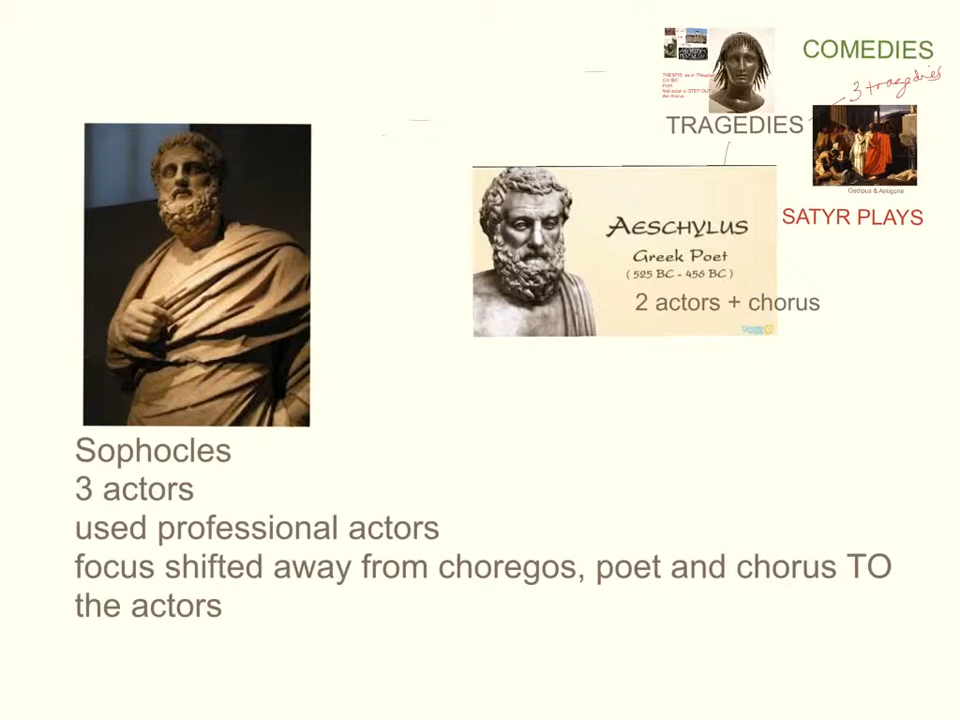 COMEDIES
3 tragedies
TRAGEDIES
Oedipus & Antigone
SATYR PLAYS
AESCHYLUS
Greek Poet
(525 BC - 456 BC)
2 actors + chorus
Sophocles
3 actors
used professional actors
focus shifted away from choregos, poet and chorus TO
the actors